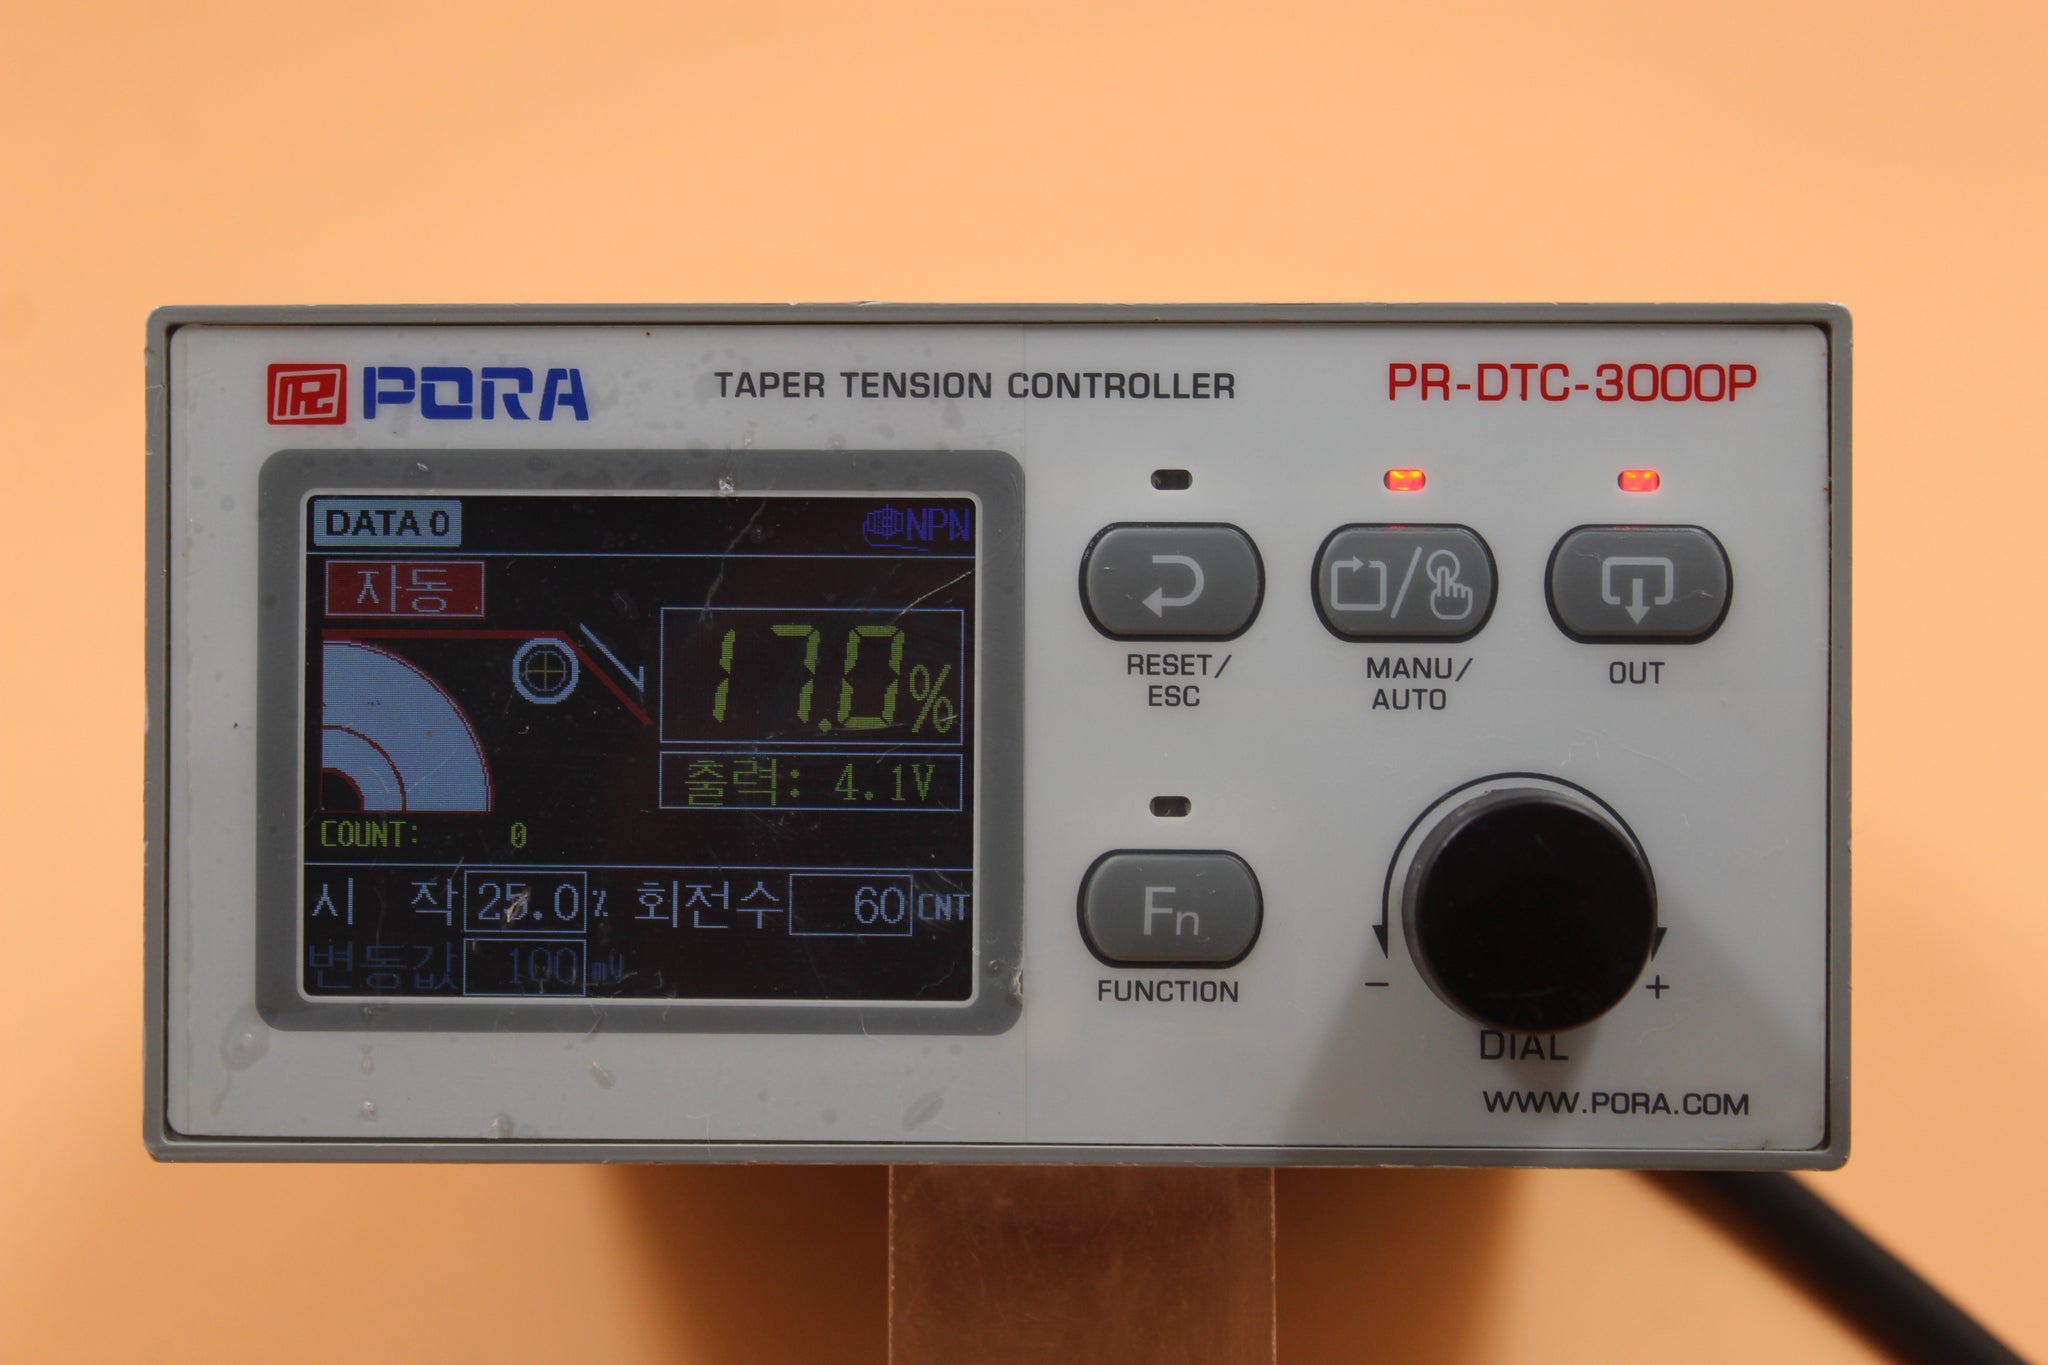 PORA TAPER TENSION CONTROLLER PR-DTC-3000P
DATA 0 NPN
자동
17.0%
출력: 4.1V
COUNT: 0
시 작 25.0% 회전수 60 CNT
변동값 100 mV
RESET/
ESC
MANU/
AUTO
OUT
Fn
FUNCTION
- +
DIAL
WWW.PORA.COM